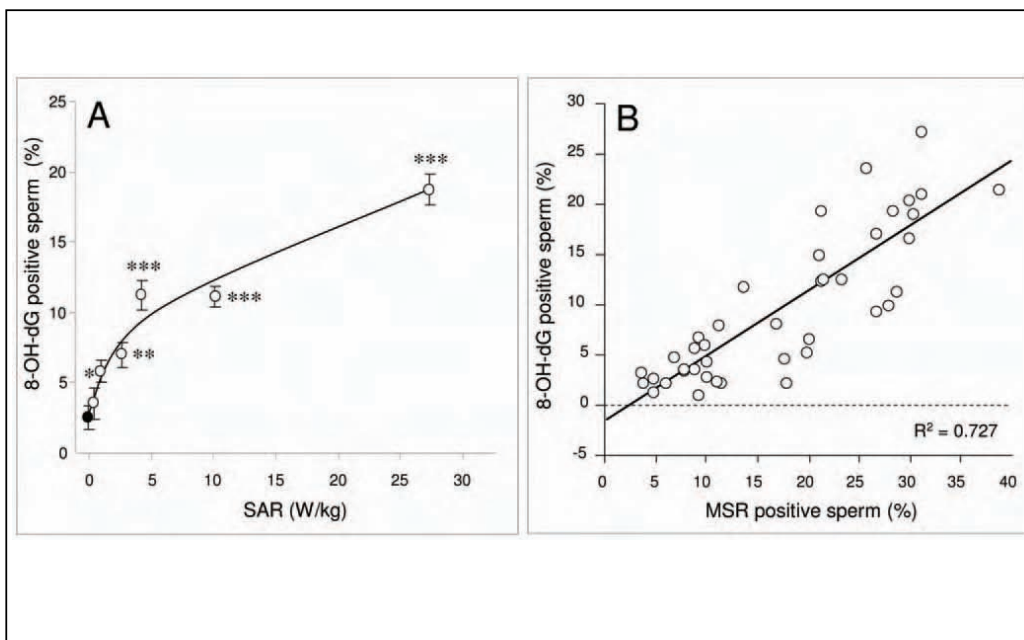 A
8-OH-dG positive sperm (%)
25
20
15
10
5
0
***
***
***
**
*
0 5 10 15 20 25 30
SAR (W/kg)
B
8-OH-dG positive sperm (%)
30
25
20
15
10
5
0
-5
R² = 0.727
0 5 10 15 20 25 30 35 40
MSR positive sperm (%)